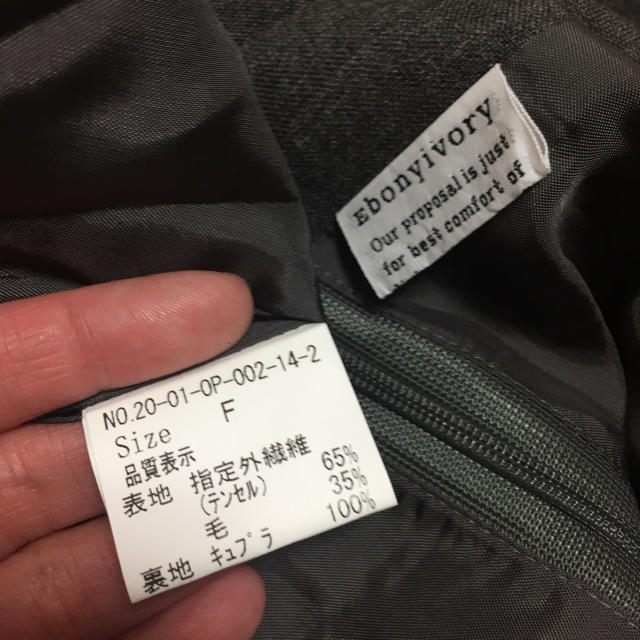 Ebonyivory
Our proposal is just
for best comfort of
NO.20-01-OP-002-14-2
Size F
品質表示
表地 指定外繊維 65%
(テンセル) 35%
毛 100%
裏地 キュプラ